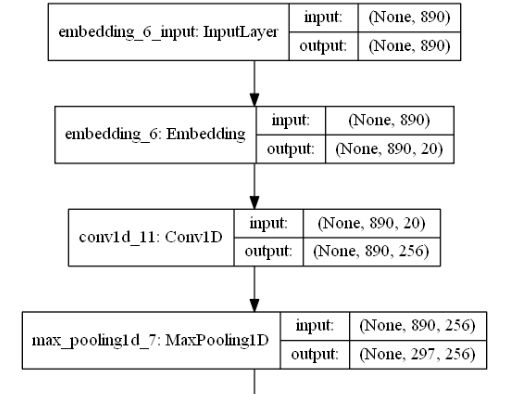 embedding_6_input: InputLayer
input: (None, 890)
output: (None, 890)
embedding_6: Embedding
input: (None, 890)
output: (None, 890, 20)
conv1d_11: Conv1D
input: (None, 890, 20)
output: (None, 890, 256)
max_pooling1d_7: MaxPooling1D
input: (None, 890, 256)
output: (None, 297, 256)